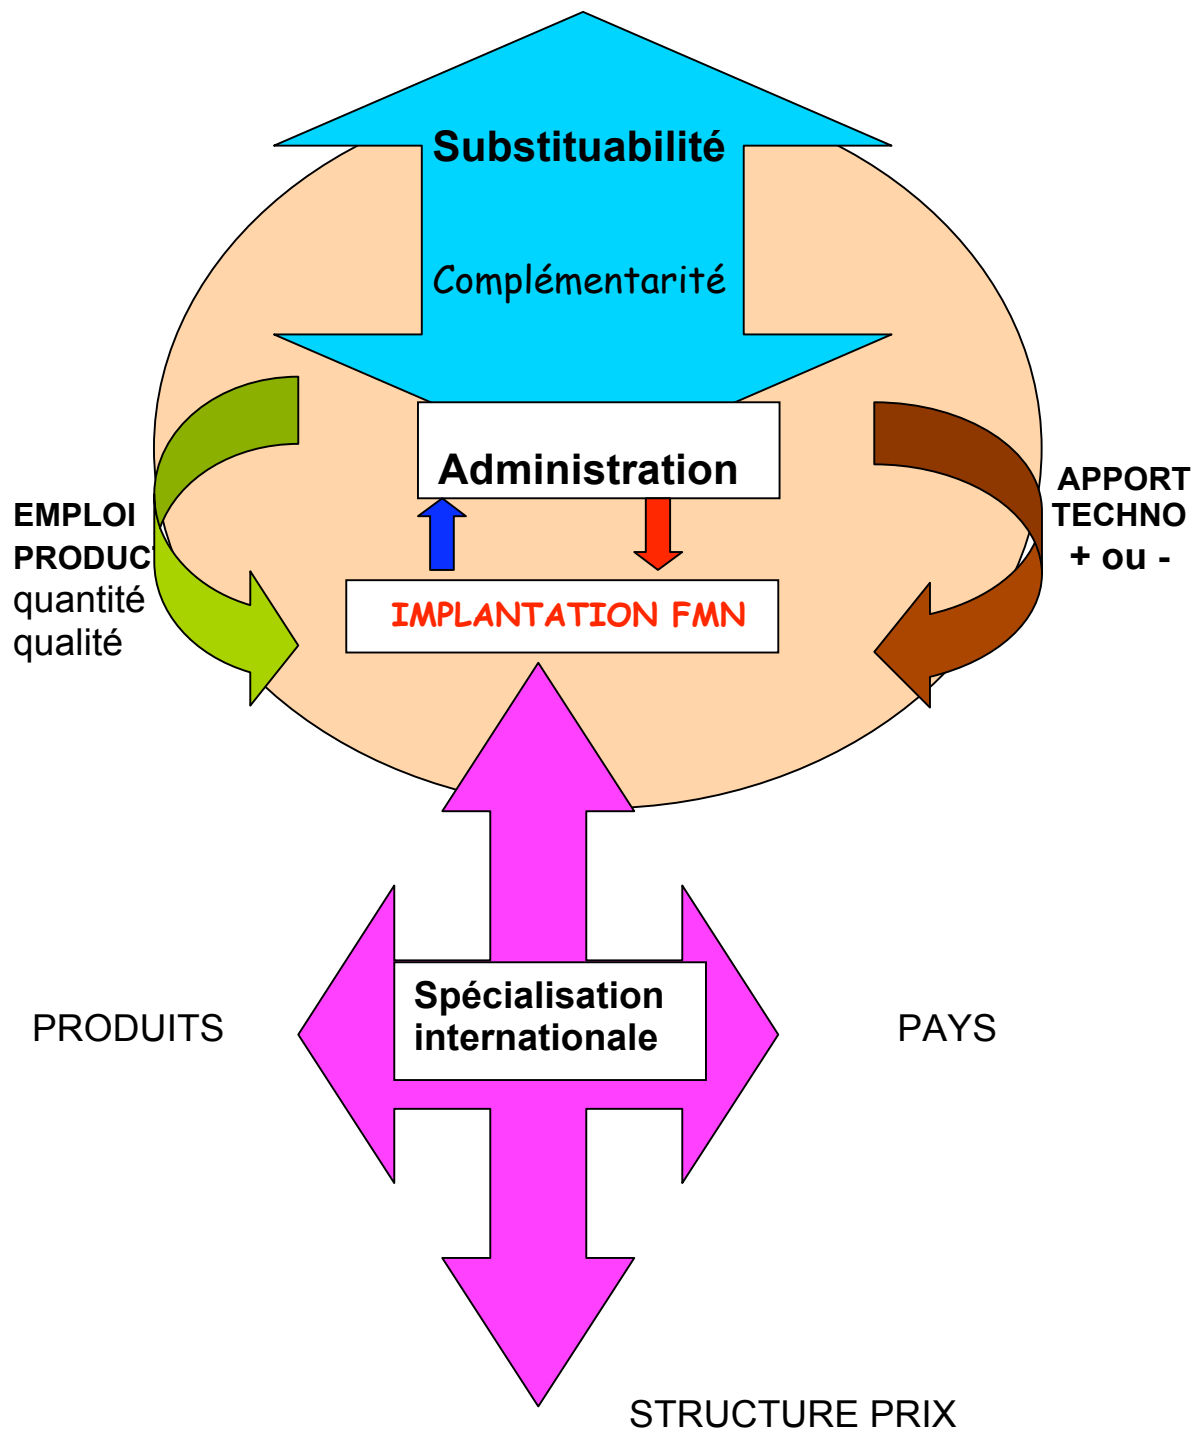 Substituabilité
Complémentarité
Administration
EMPLOI
PRODUC
quantité
qualité
APPORT
TECHNO
+ ou -
IMPLANTATION FMN
Spécialisation
internationale
PRODUITS
PAYS
STRUCTURE PRIX